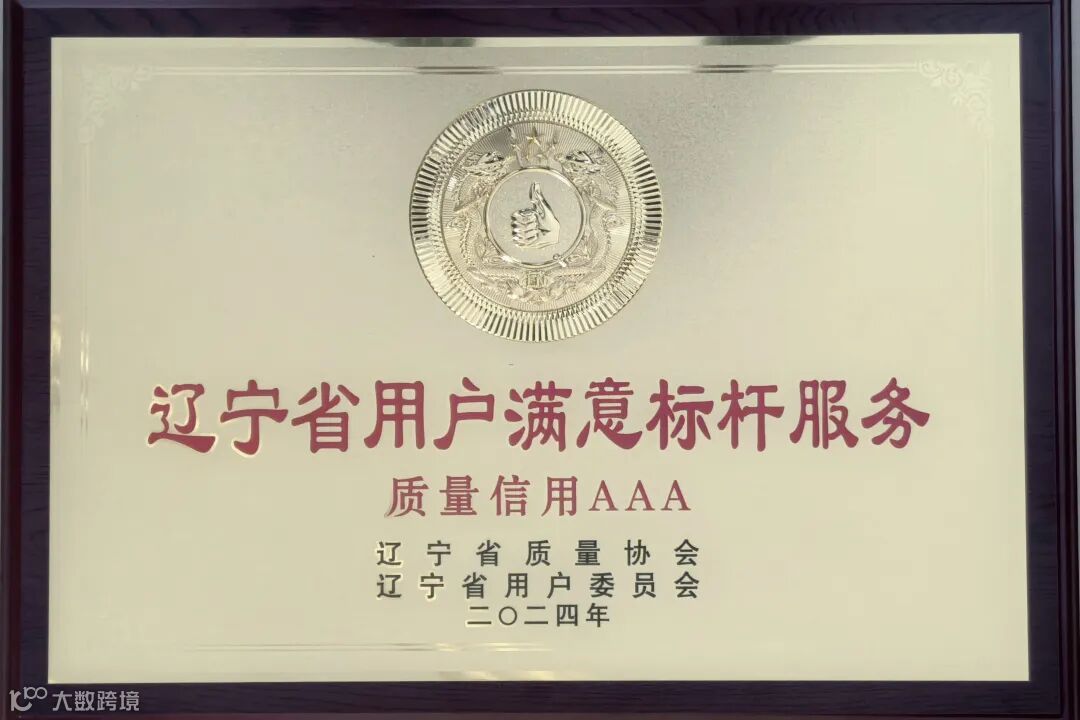 辽宁省用户满意标杆服务
质量信用AAA
辽宁省质量协会
辽宁省用户委员会
二〇二四年
大数跨境